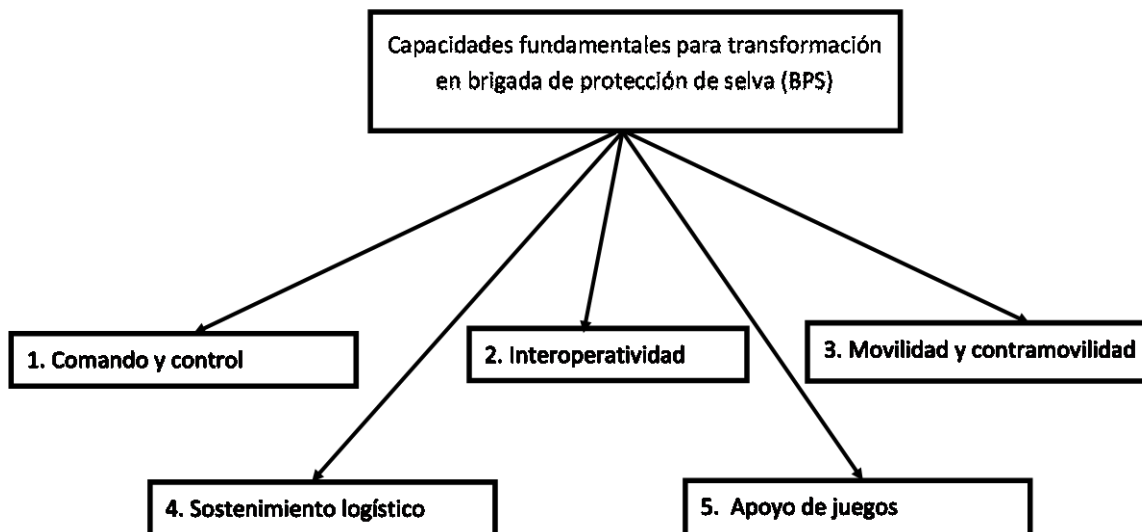 Capacidades fundamentales para transformación
en brigada de protección de selva (BPS)
1. Comando y control
2. Interoperatividad
3. Movilidad y contramovilidad
4. Sostenimiento logístico
5. Apoyo de juegos